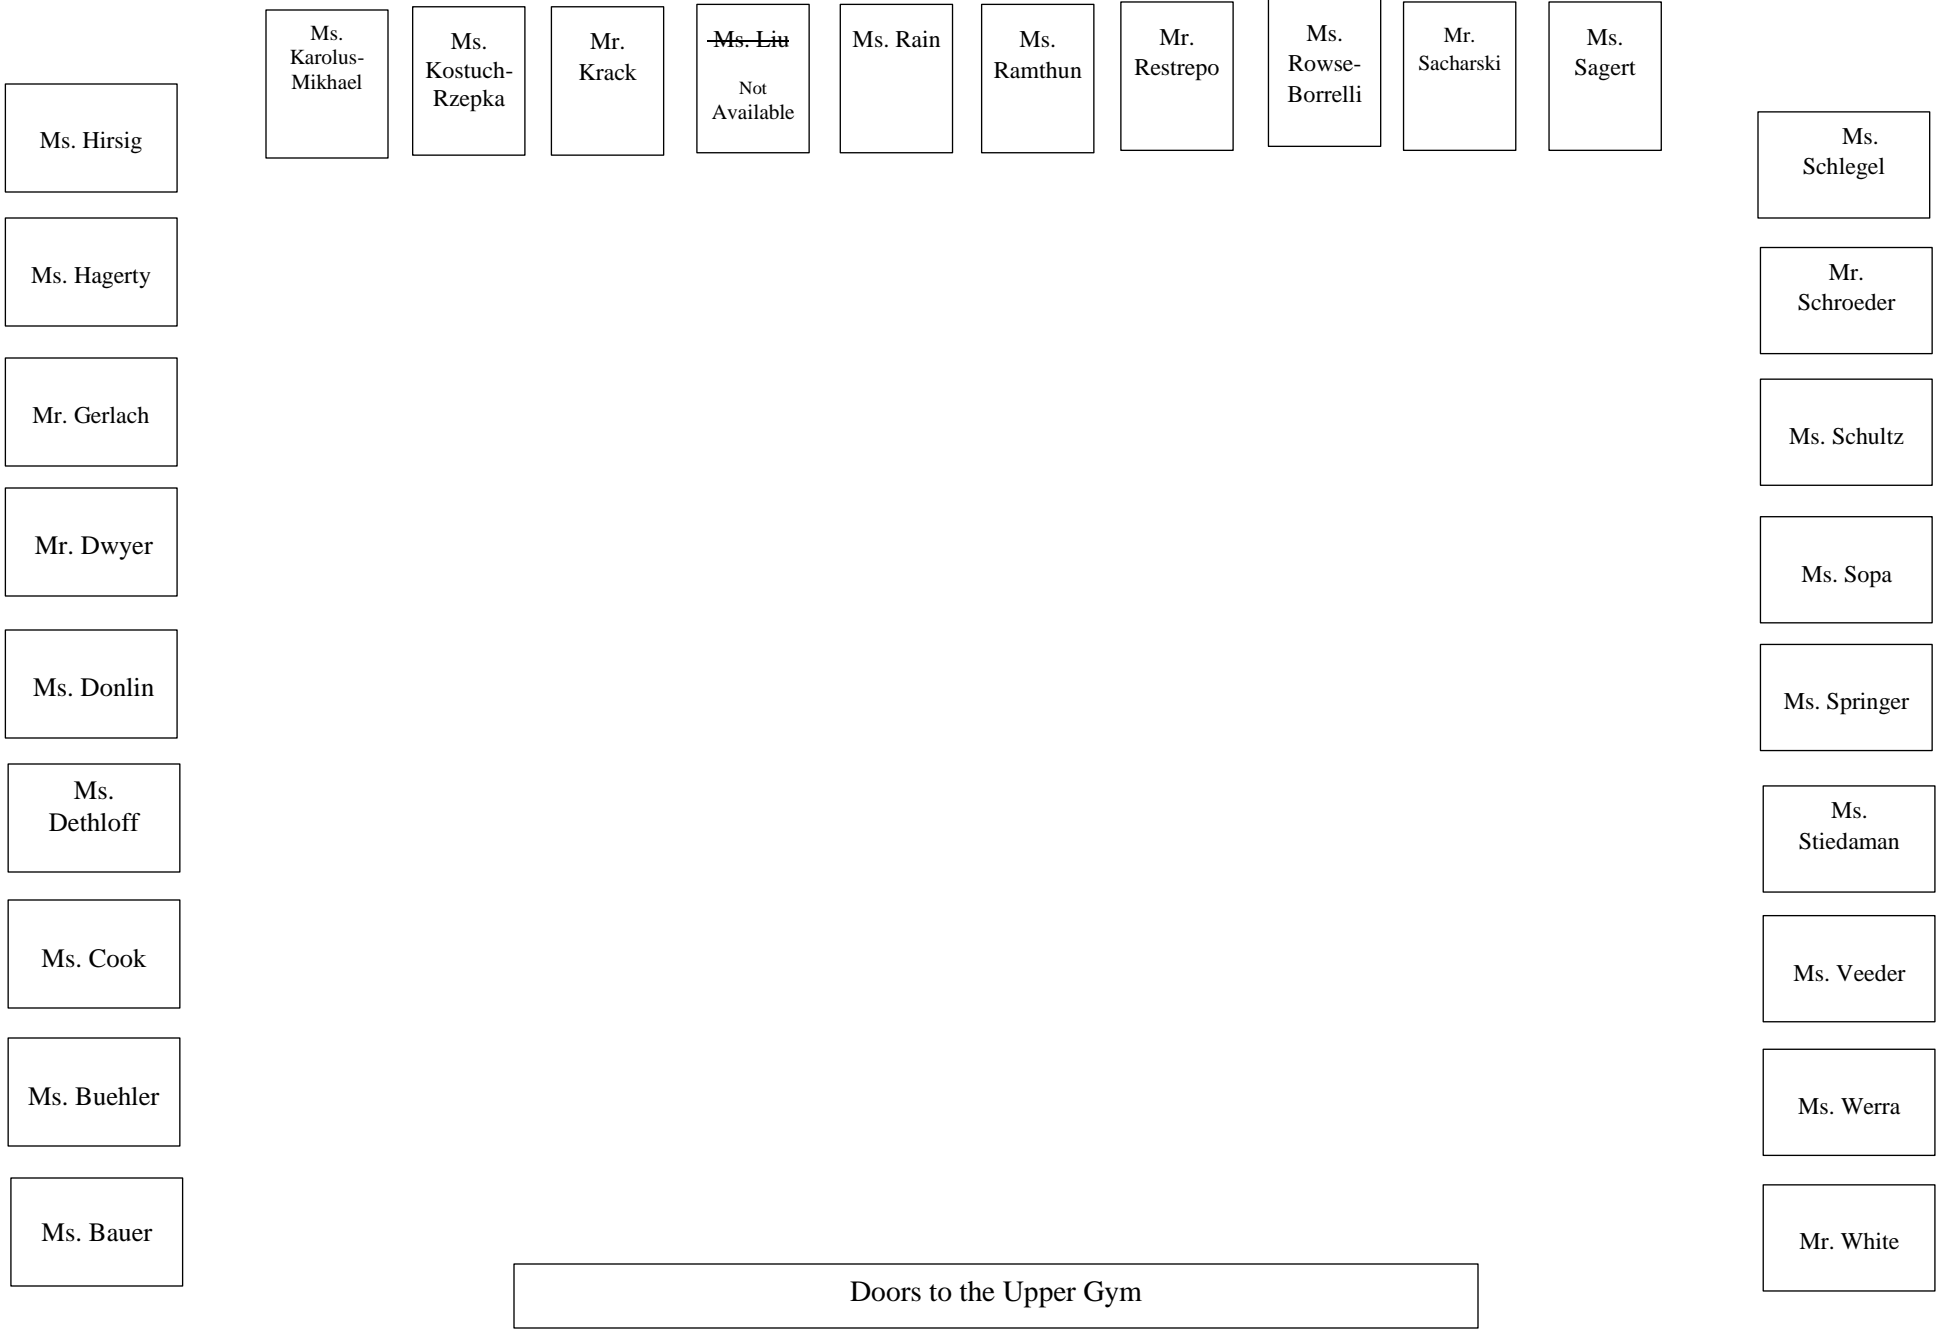 Ms.
Karolus-
Mikhael
Ms.
Kostuch-
Rzepka
Mr.
Krack
Ms. Liu
Not
Available
Ms. Rain
Ms.
Ramthun
Mr.
Restrepo
Ms.
Rowse-
Borrelli
Mr.
Sacharski
Ms.
Sagert
Ms. Hirsig
Ms. Hagerty
Mr. Gerlach
Mr. Dwyer
Ms. Donlin
Ms.
Dethloff
Ms. Cook
Ms. Buehler
Ms. Bauer
Ms.
Schlegel
Mr.
Schroeder
Ms. Schultz
Ms. Sopa
Ms. Springer
Ms.
Stiedaman
Ms. Veeder
Ms. Werra
Mr. White
Doors to the Upper Gym